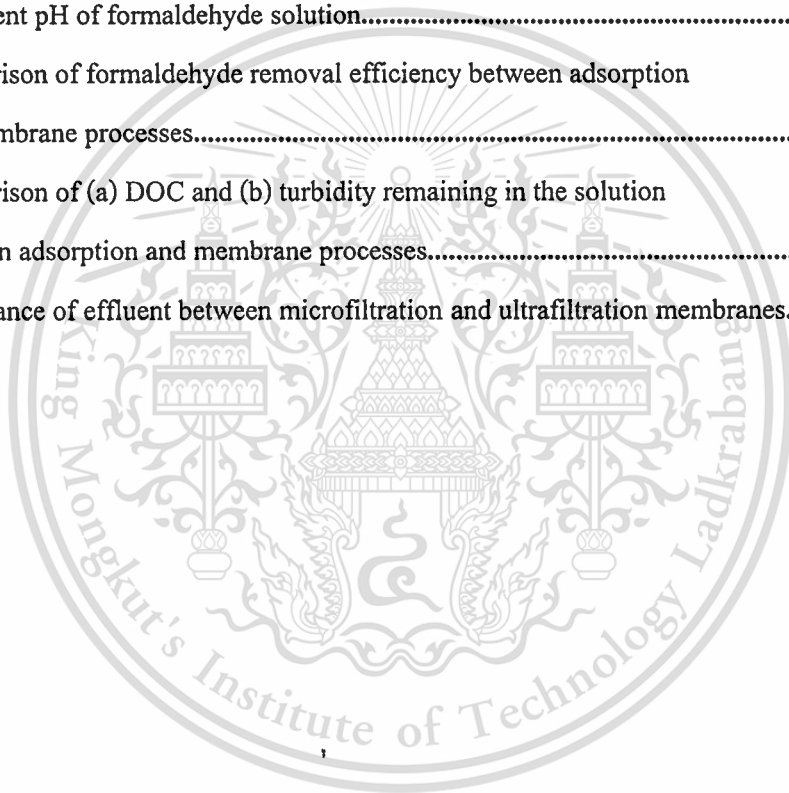 ent pH of formaldehyde solution....................................................................
rison of formaldehyde removal efficiency between adsorption
mbrane processes....................................................................................................
rison of (a) DOC and (b) turbidity remaining in the solution
n adsorption and membrane processes............................................................
ance of effluent between microfiltration and ultrafiltration membranes.
King Mongkut's Institute of Technology Ladkrabang